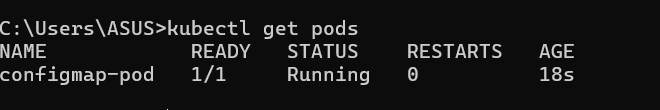 C:\Users\ASUS>kubectl get pods
NAME READY STATUS RESTARTS AGE
configmap-pod 1/1 Running 0 18s